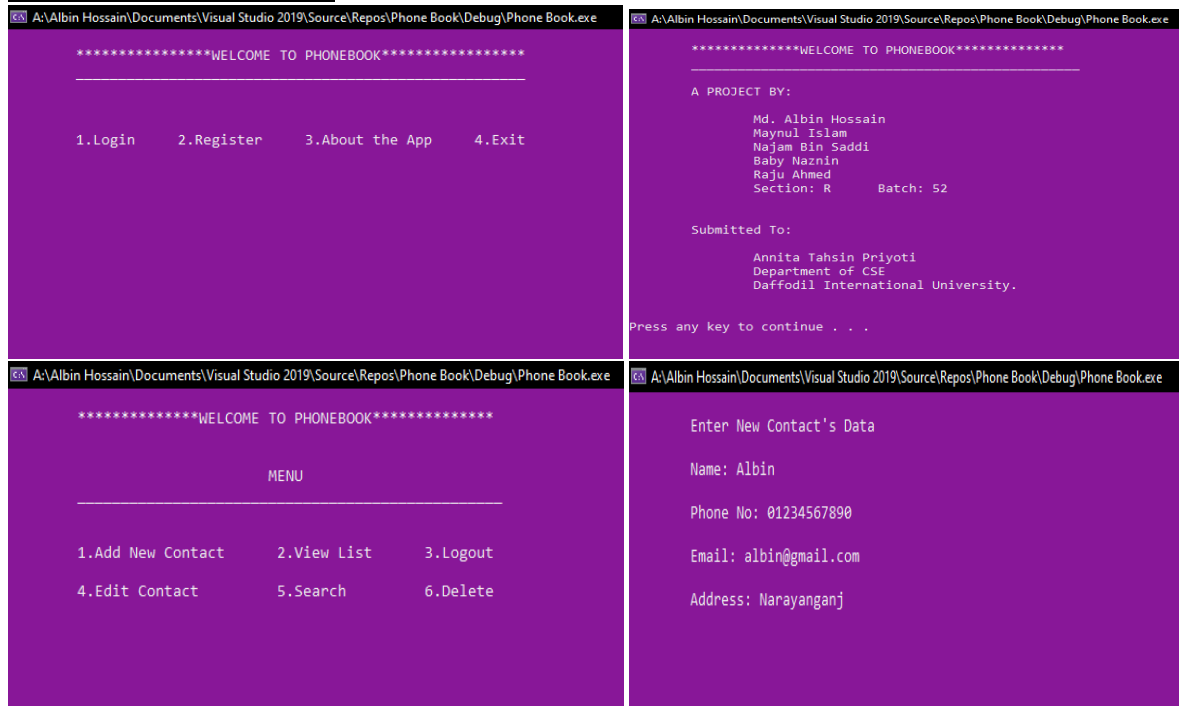 A:\Albin Hossain\Documents\Visual Studio 2019\Source\Repos\Phone Book\Debug\Phone Book.exe
****************WELCOME TO PHONEBOOK*****************
1.Login 2.Register 3.About the App 4.Exit
A:\Albin Hossain\Documents\Visual Studio 2019\Source\Repos\Phone Book\Debug\Phone Book.exe
**************WELCOME TO PHONEBOOK**************
A PROJECT BY:
Md. Albin Hossain
Maynul Islam
Najam Bin Saddi
Baby Naznin
Raju Ahmed
Section: R Batch: 52
Submitted To:
Annita Tahsin Priyoti
Department of CSE
Daffodil International University.
Press any key to continue . . .
A:\Albin Hossain\Documents\Visual Studio 2019\Source\Repos\Phone Book\Debug\Phone Book.exe
**************WELCOME TO PHONEBOOK**************
MENU
1.Add New Contact 2.View List 3.Logout
4.Edit Contact 5.Search 6.Delete
A:\Albin Hossain\Documents\Visual Studio 2019\Source\Repos\Phone Book\Debug\Phone Book.exe
Enter New Contact's Data
Name: Albin
Phone No: 01234567890
Email: albin@gmail.com
Address: Narayanganj